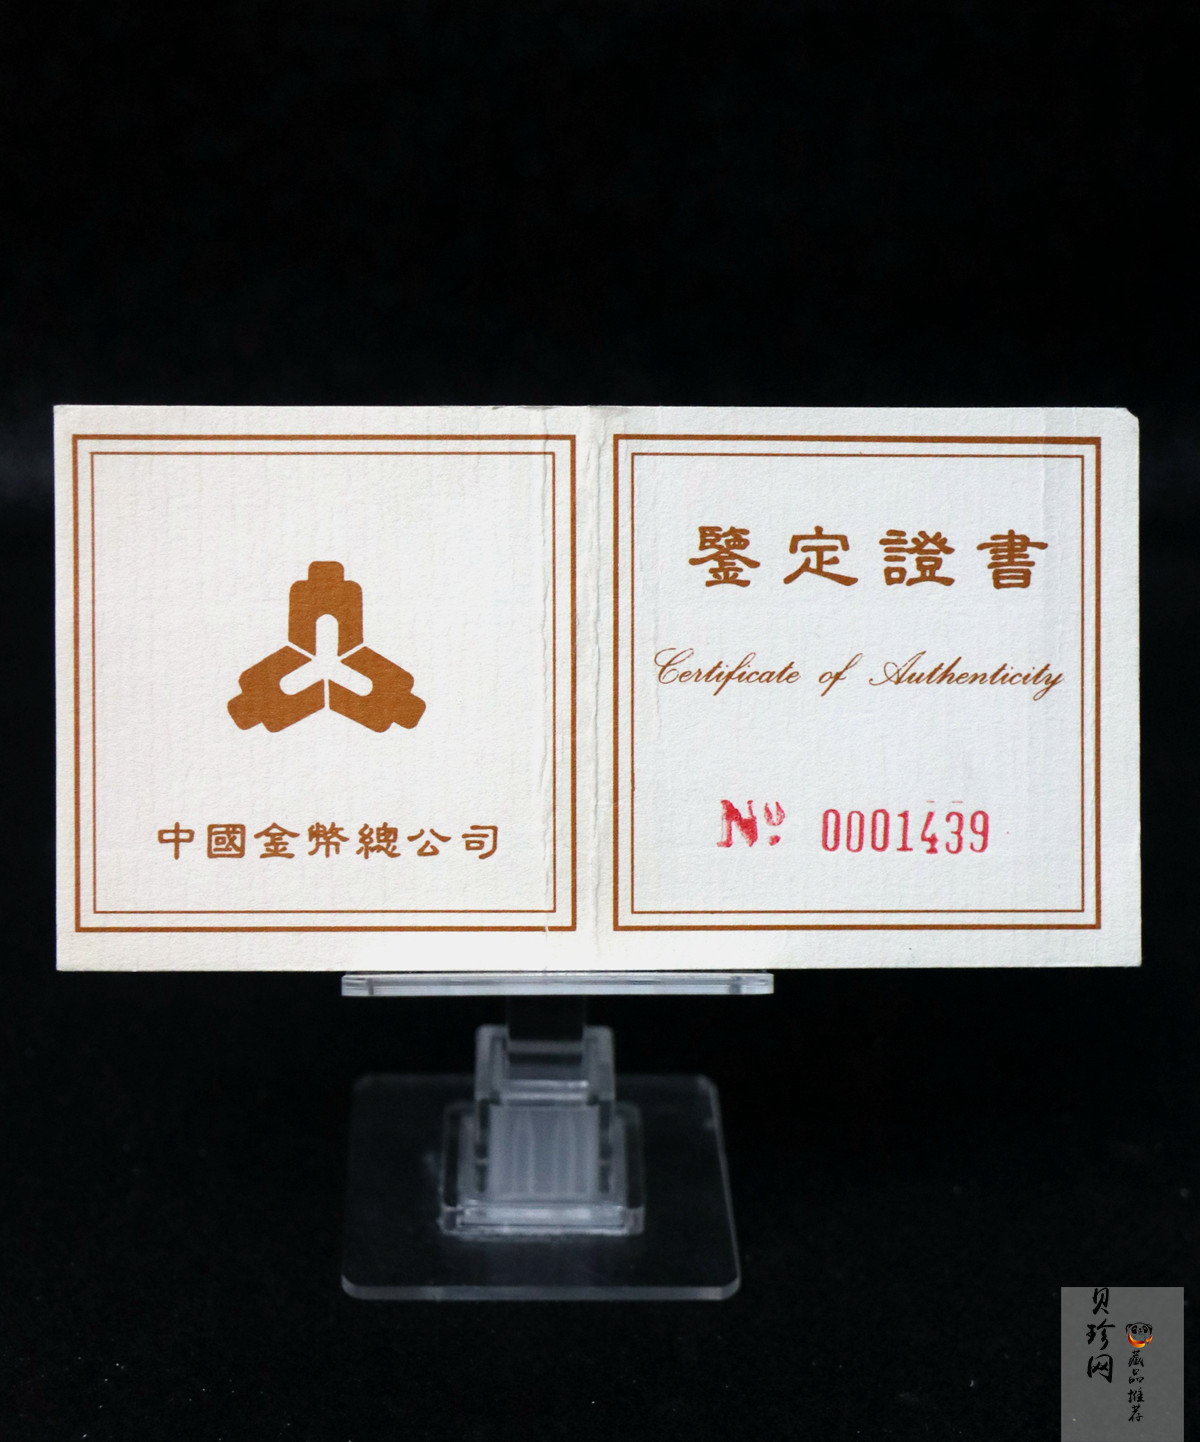 中國金幣總公司
鑒定證書
Certificate of Authenticity
Nº 0001439
贝珍网
藏品推荐